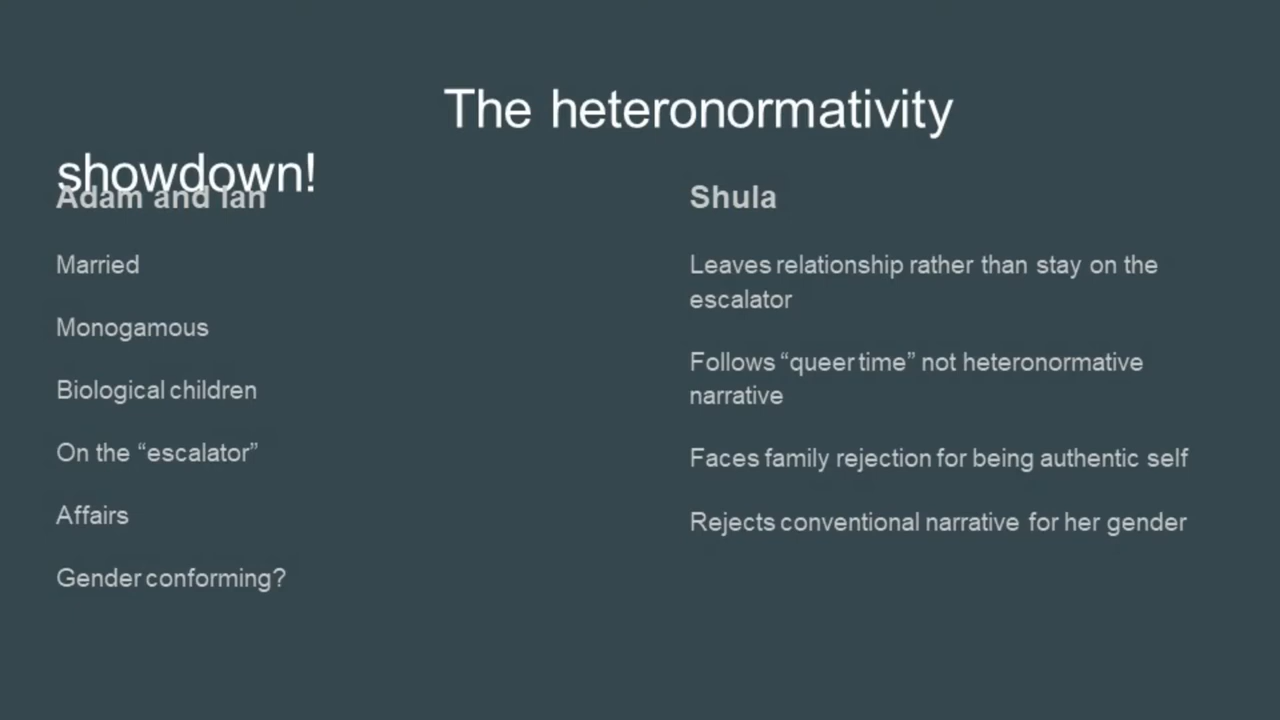 The heteronormativity
showdown!
Adam and Ian
Married
Monogamous
Biological children
On the “escalator”
Affairs
Gender conforming?
Shula
Leaves relationship rather than stay on the
escalator
Follows “queer time” not heteronormative
narrative
Faces family rejection for being authentic self
Rejects conventional narrative for her gender